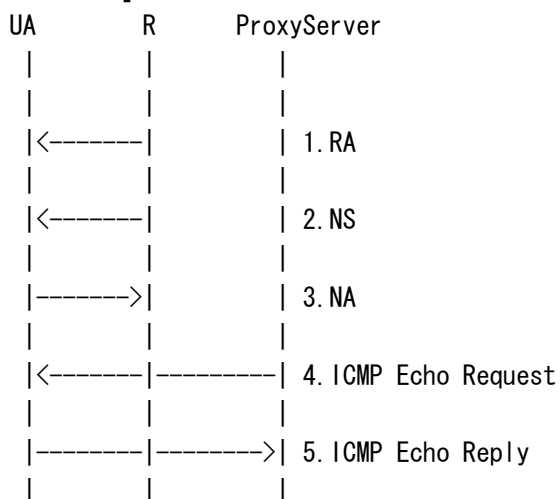 UA R ProxyServer
| | |
| | |
|<-------| | 1.RA
| | |
|<-------| | 2.NS
| | |
|------->| | 3.NA
| | |
|<-------|---------| 4.ICMP Echo Request
| | |
|--------|-------->| 5.ICMP Echo Reply
| | |